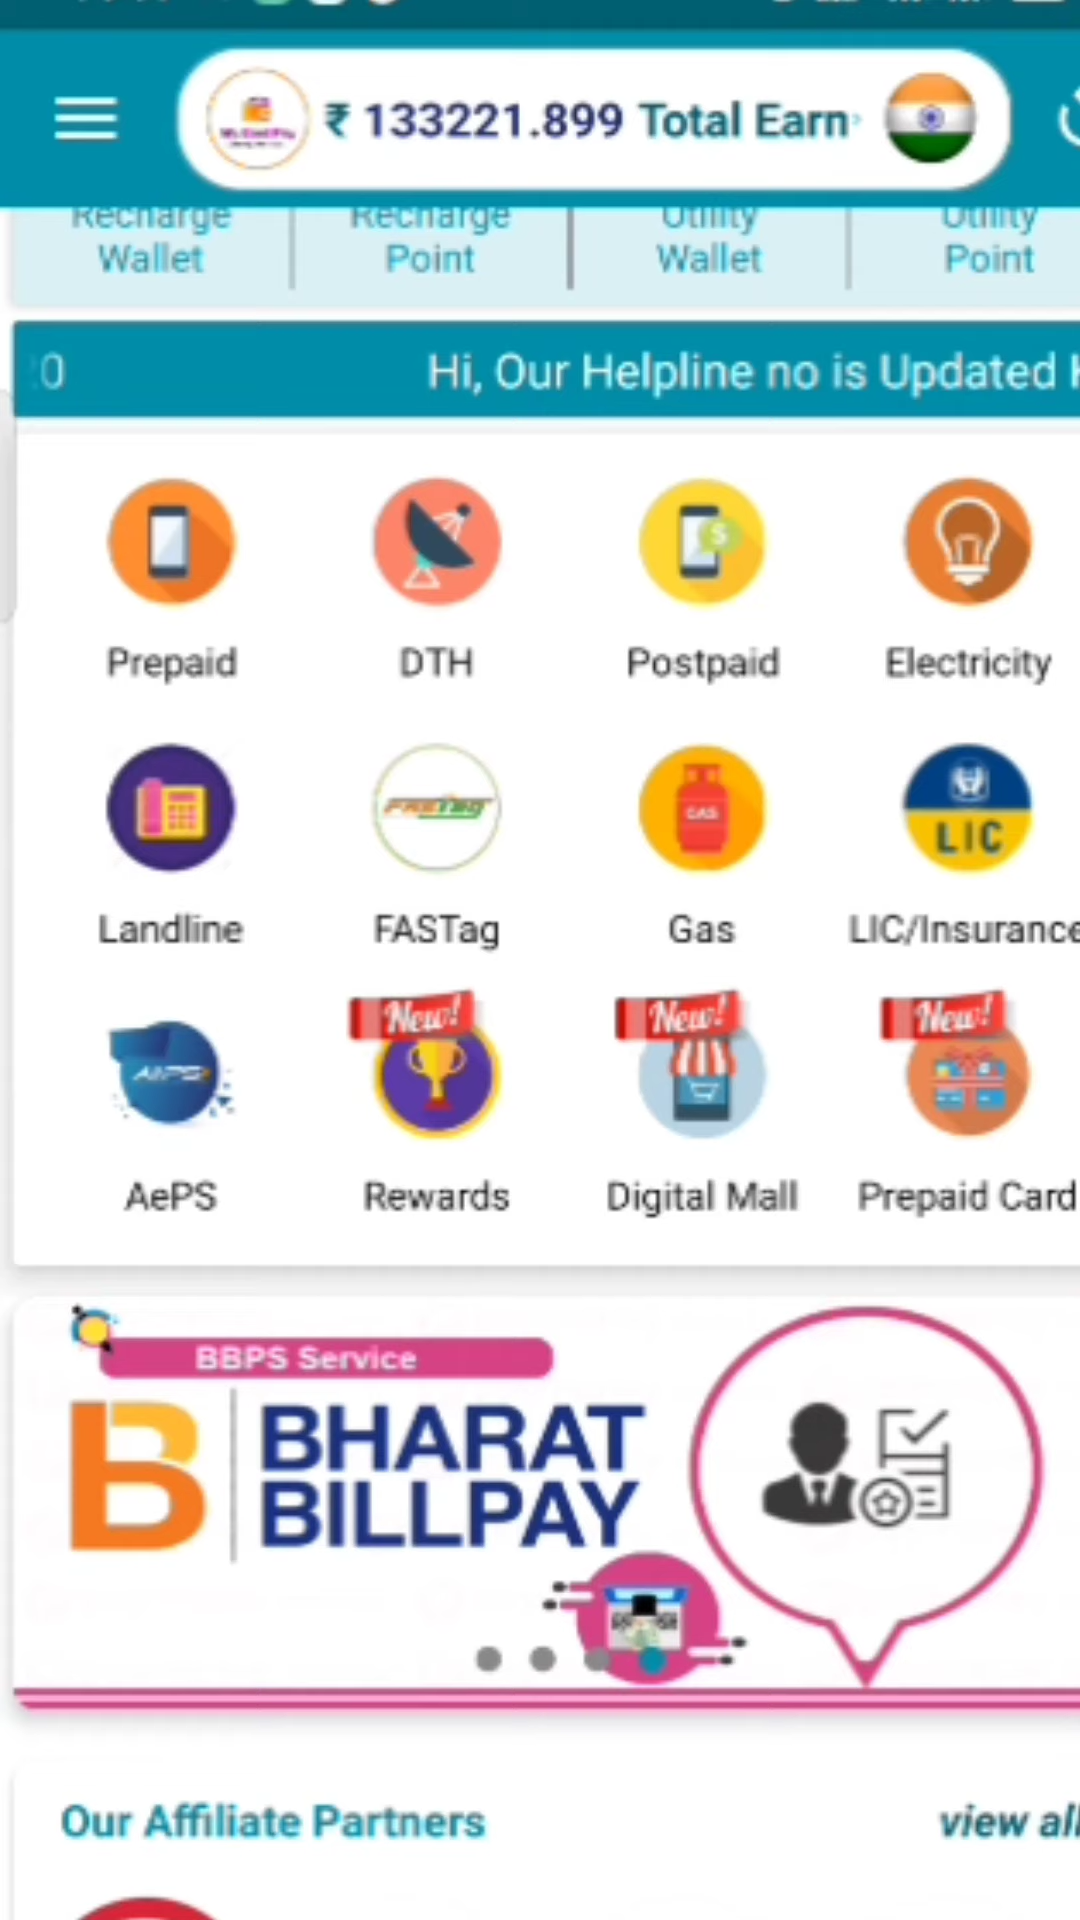 ₹ 133221.899 Total Earn
Recharge Wallet
Recharge Point
Utility Wallet
Utility Point
Hi, Our Helpline no is Updated
Prepaid
DTH
Postpaid
Electricity
GAS
LIC
Landline
FASTag
Gas
LIC/Insurance
AEPS
New!
New!
New!
AePS
Rewards
Digital Mall
Prepaid Card
BBPS Service
B
BHARAT
BILLPAY
Our Affiliate Partners
view all